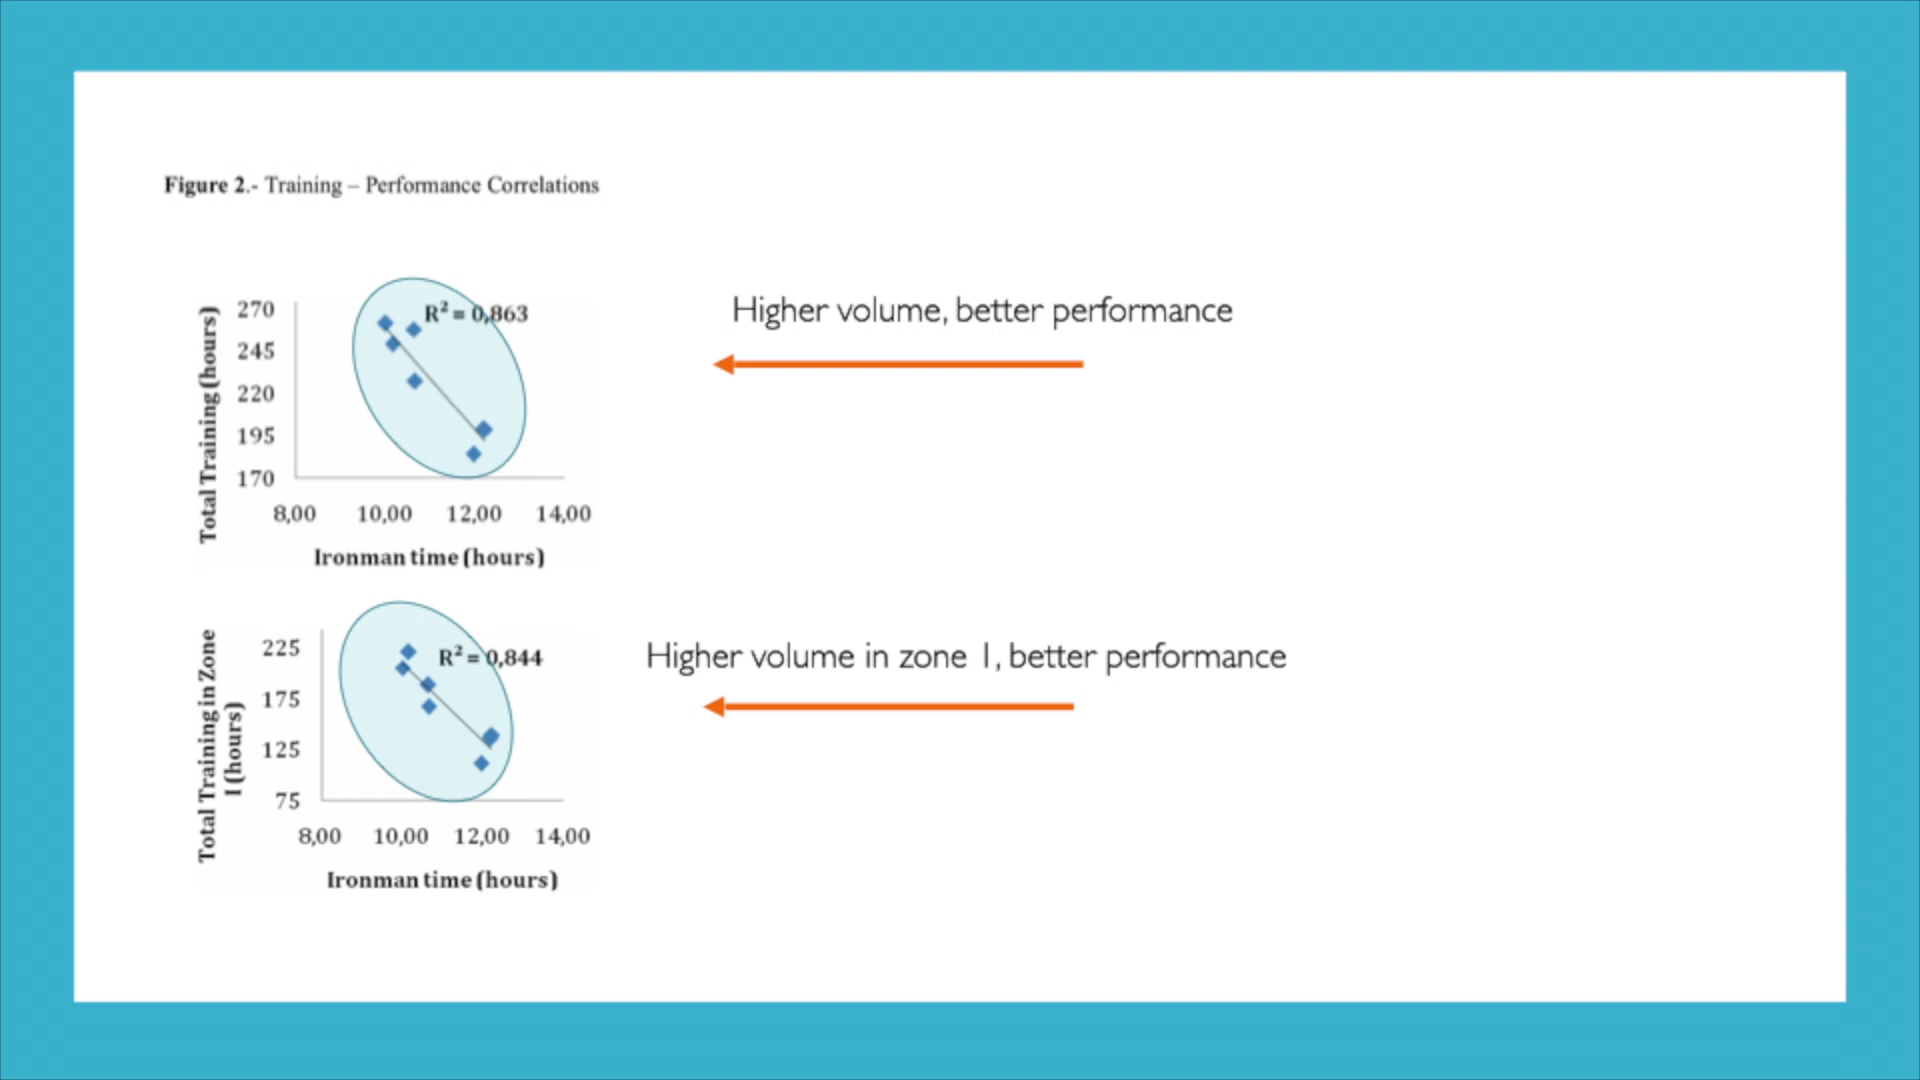 Figure 2.- Training – Performance Correlations
Total Training (hours)
270
245
220
195
170
R² = 0,863
8,00 10,00 12,00 14,00
Ironman time (hours)
Higher volume, better performance
Total Training in Zone
I (hours)
225
175
125
75
R² = 0,844
8,00 10,00 12,00 14,00
Ironman time (hours)
Higher volume in zone 1, better performance